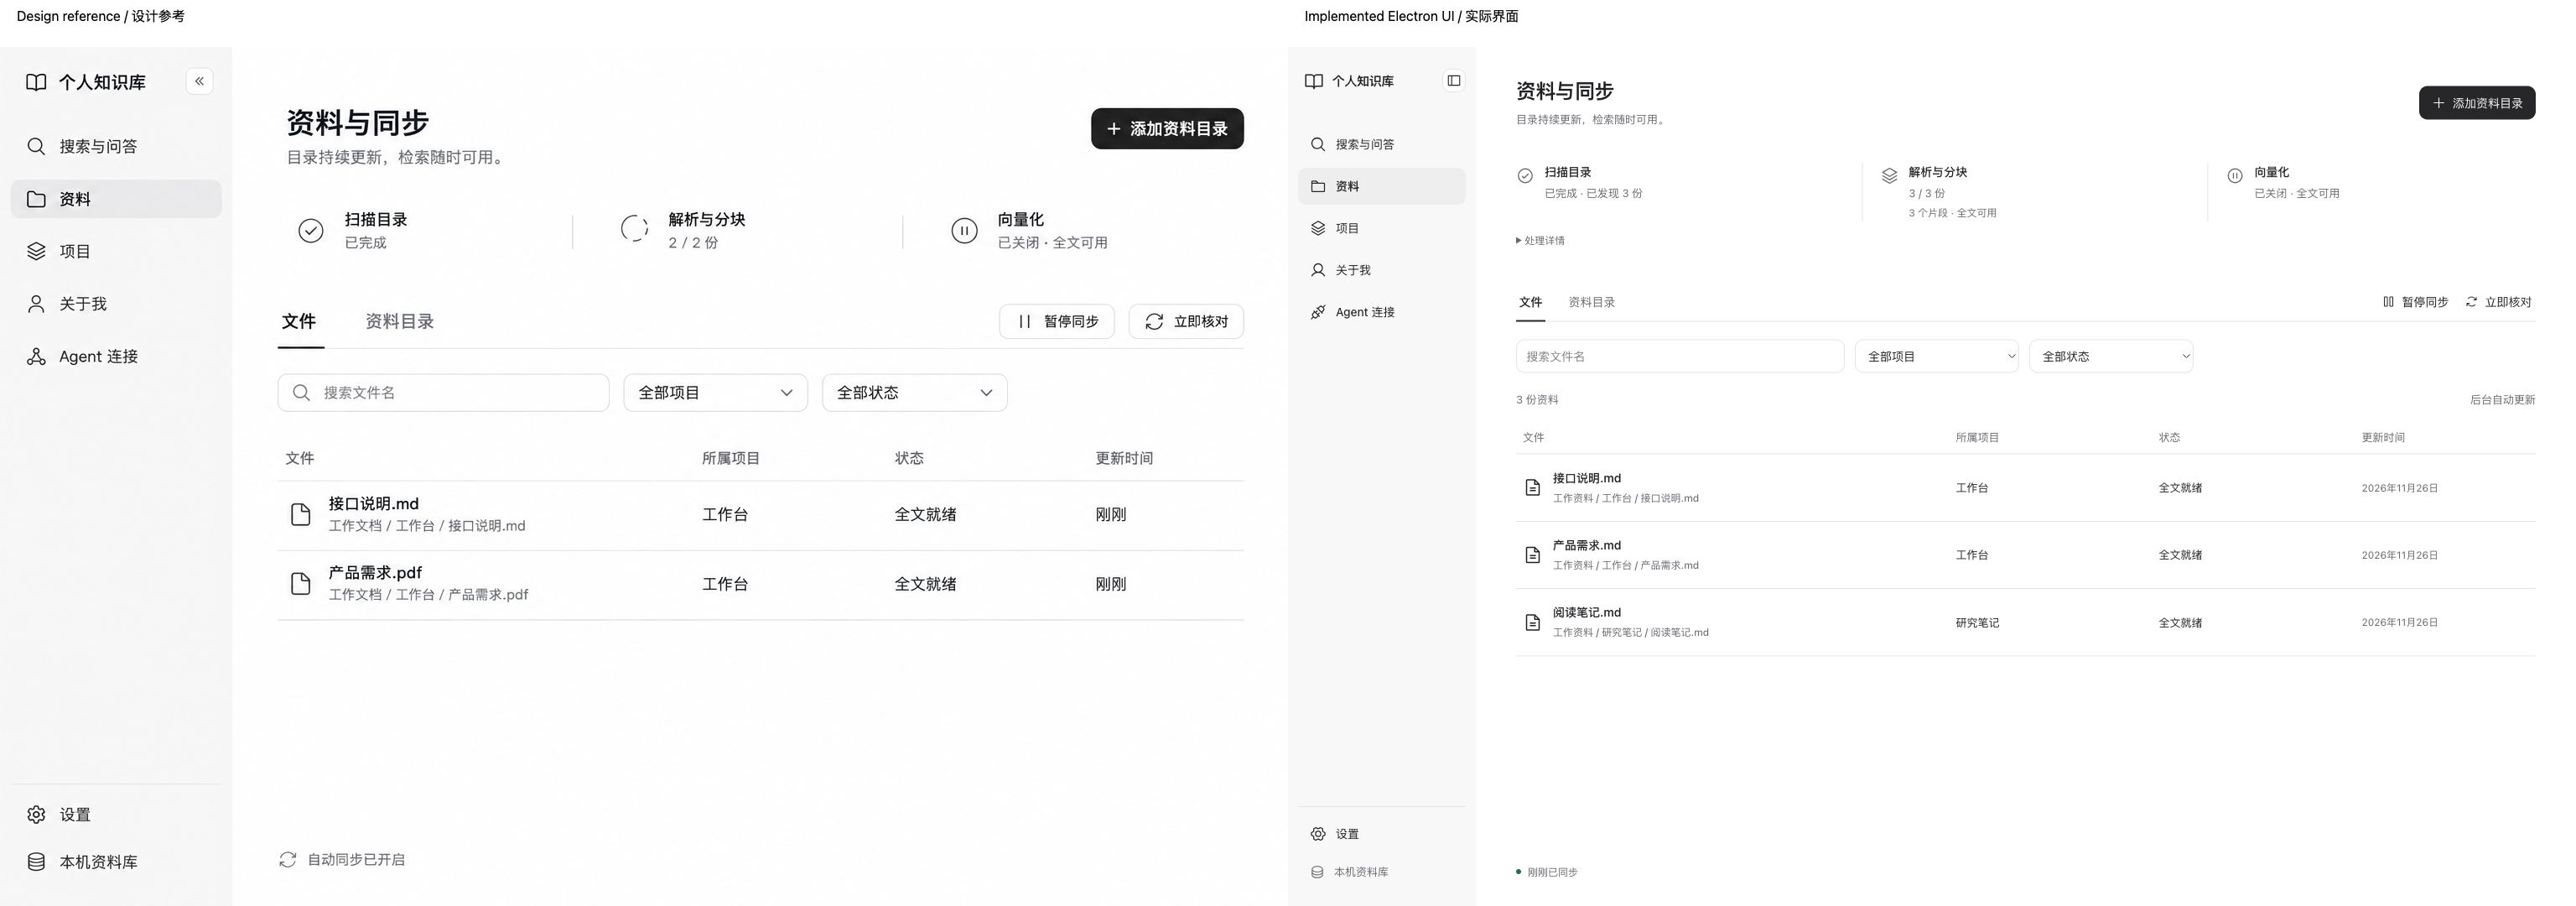 Design reference / 设计参考
个人知识库
搜索与问答
资料
项目
关于我
Agent 连接
设置
本机资料库
资料与同步
目录持续更新，检索随时可用。
添加资料目录
扫描目录
已完成
解析与分块
2 / 2 份
向量化
已关闭 · 全文可用
文件 资料目录
暂停同步 立即核对
搜索文件名 全部项目 全部状态
文件 所属项目 状态 更新时间
接口说明.md
工作文档 / 工作台 / 接口说明.md
工作台 全文就绪 刚刚
产品需求.pdf
工作文档 / 工作台 / 产品需求.pdf
工作台 全文就绪 刚刚
自动同步已开启
Implemented Electron UI / 实际界面
个人知识库
搜索与问答
资料
项目
关于我
Agent 连接
设置
本机资料库
资料与同步
目录持续更新，检索随时可用。
添加资料目录
扫描目录
已完成 · 已发现 3 份
解析与分块
3 / 3 份
3 个片段 · 全文可用
向量化
已关闭 · 全文可用
处理详情
文件 资料目录
暂停同步 立即核对
搜索文件名 全部项目 全部状态
3 份资料 后台自动更新
文件 所属项目 状态 更新时间
接口说明.md
工作资料 / 工作台 / 接口说明.md
工作台 全文就绪 2026年11月26日
产品需求.md
工作资料 / 工作台 / 产品需求.md
工作台 全文就绪 2026年11月26日
阅读笔记.md
工作资料 / 研究笔记 / 阅读笔记.md
研究笔记 全文就绪 2026年11月26日
刚刚已同步